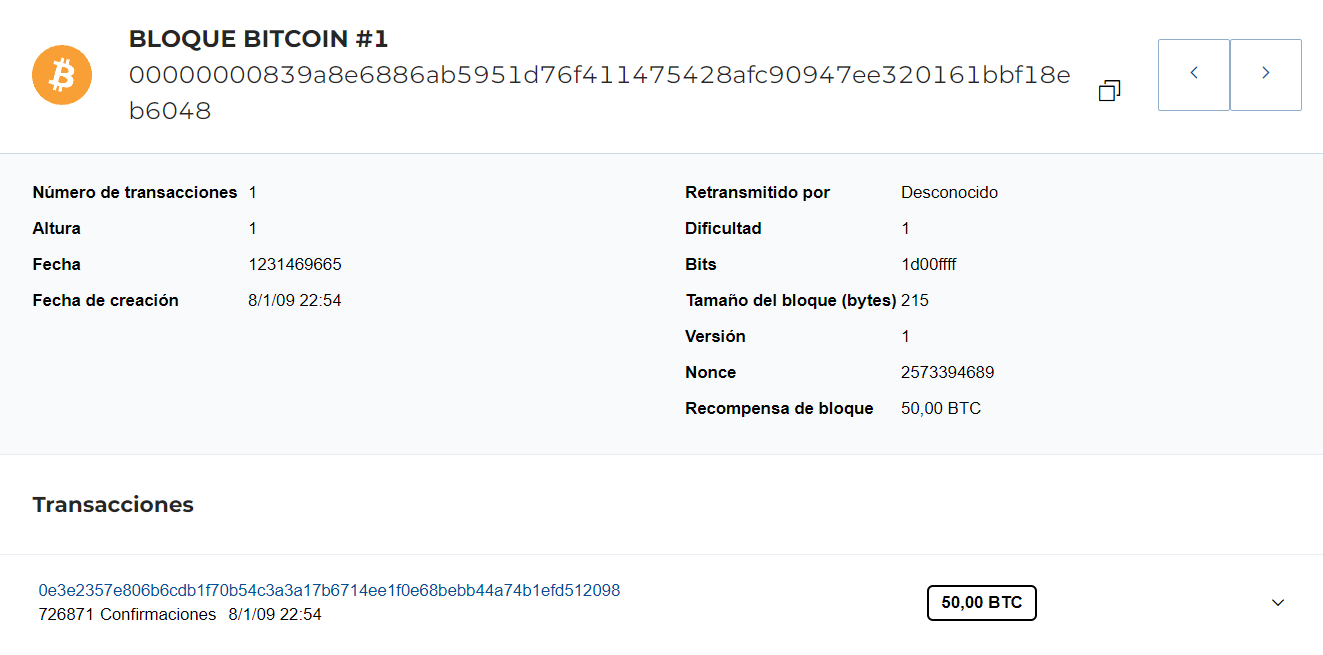 BLOQUE BITCOIN #1
00000000839a8e6886ab5951d76f411475428afc90947ee320161bbf18e
b6048
Número de transacciones 1
Altura 1
Fecha 1231469665
Fecha de creación 8/1/09 22:54
Retransmitido por Desconocido
Dificultad 1
Bits 1d00ffff
Tamaño del bloque (bytes) 215
Versión 1
Nonce 2573394689
Recompensa de bloque 50,00 BTC
Transacciones
0e3e2357e806b6cdb1f70b54c3a3a17b6714ee1f0e68bebb44a74b1efd512098
726871 Confirmaciones 8/1/09 22:54
50,00 BTC